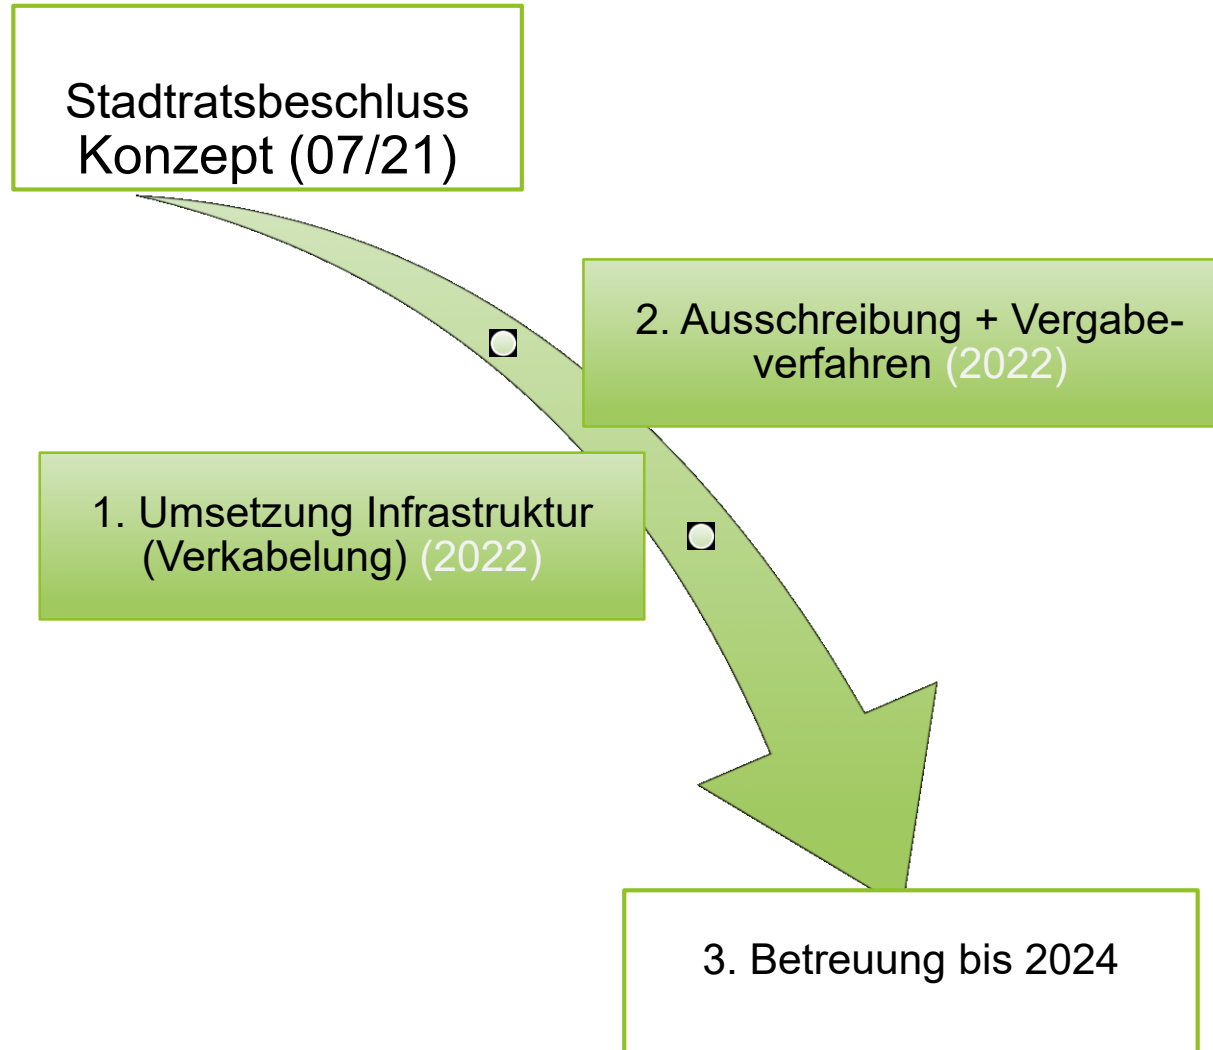 Stadtratsbeschluss
Konzept (07/21)
2. Ausschreibung + Vergabe-
verfahren (2022)
1. Umsetzung Infrastruktur
(Verkabelung) (2022)
3. Betreuung bis 2024